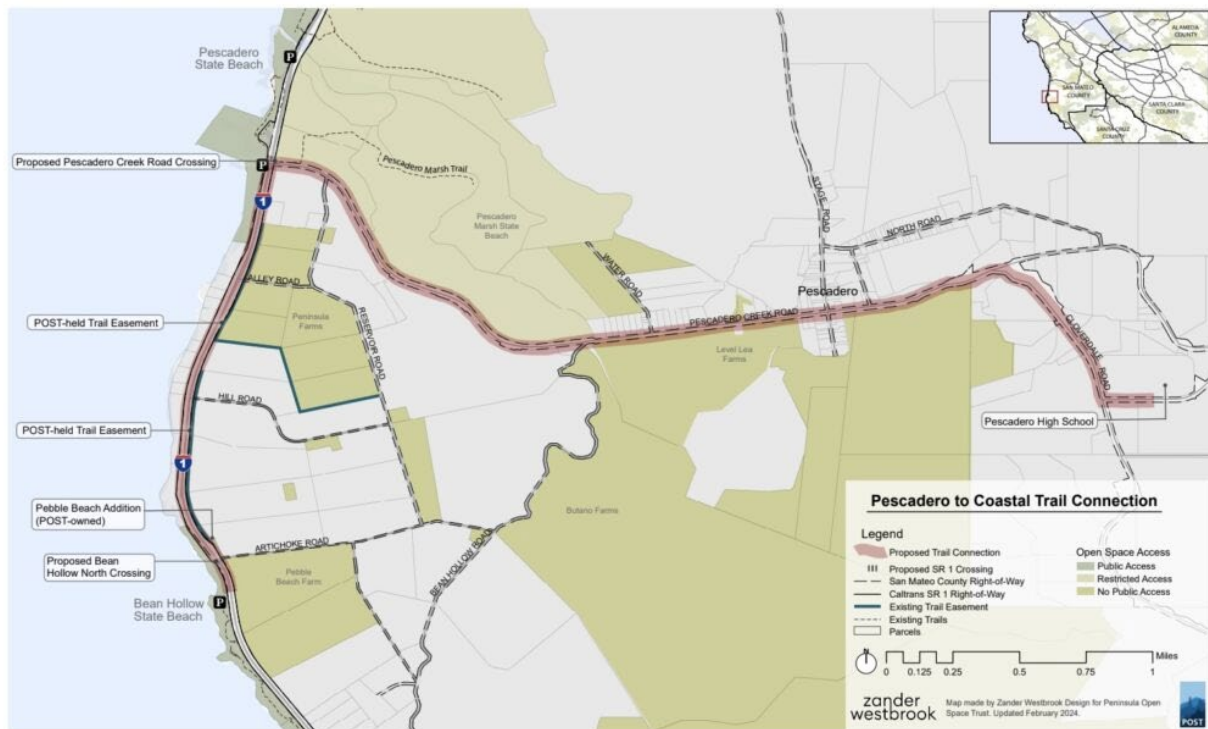 Pescadero
State Beach
P
Proposed Pescadero Creek Road Crossing
P
1
Pescadero Marsh Trail
Pescadero
Marsh State
Beach
STAGE ROAD
NORTH ROAD
WATER ROAD
Pescadero
ALLEY ROAD
POST-held Trail Easement
Peninsula
Farms
RESERVOIR ROAD
PESCADERO CREEK ROAD
Level Lea
Farms
CLOVERDALE ROAD
HILL ROAD
POST-held Trail Easement
Pescadero High School
1
Pebble Beach Addition
(POST-owned)
Butano Farms
ARTICHOKE ROAD
BEAN HOLLOW ROAD
Proposed Bean
Hollow North Crossing
Pebble
Beach Farm
Bean Hollow
State Beach
P
ALAMEDA
COUNTY
SAN MATEO
COUNTY
SANTA CLARA
COUNTY
SANTA CRUZ
COUNTY
Pescadero to Coastal Trail Connection
Legend
Proposed Trail Connection
Proposed SR 1 Crossing
San Mateo County Right-of-Way
Caltrans SR 1 Right-of-Way
Existing Trail Easement
Existing Trails
Parcels
Open Space Access
Public Access
Restricted Access
No Public Access
N
Miles
0 0.125 0.25 0.5 0.75 1
zander
westbrook
Map made by Zander Westbrook Design for Peninsula Open
Space Trust. Updated February 2024.
POST